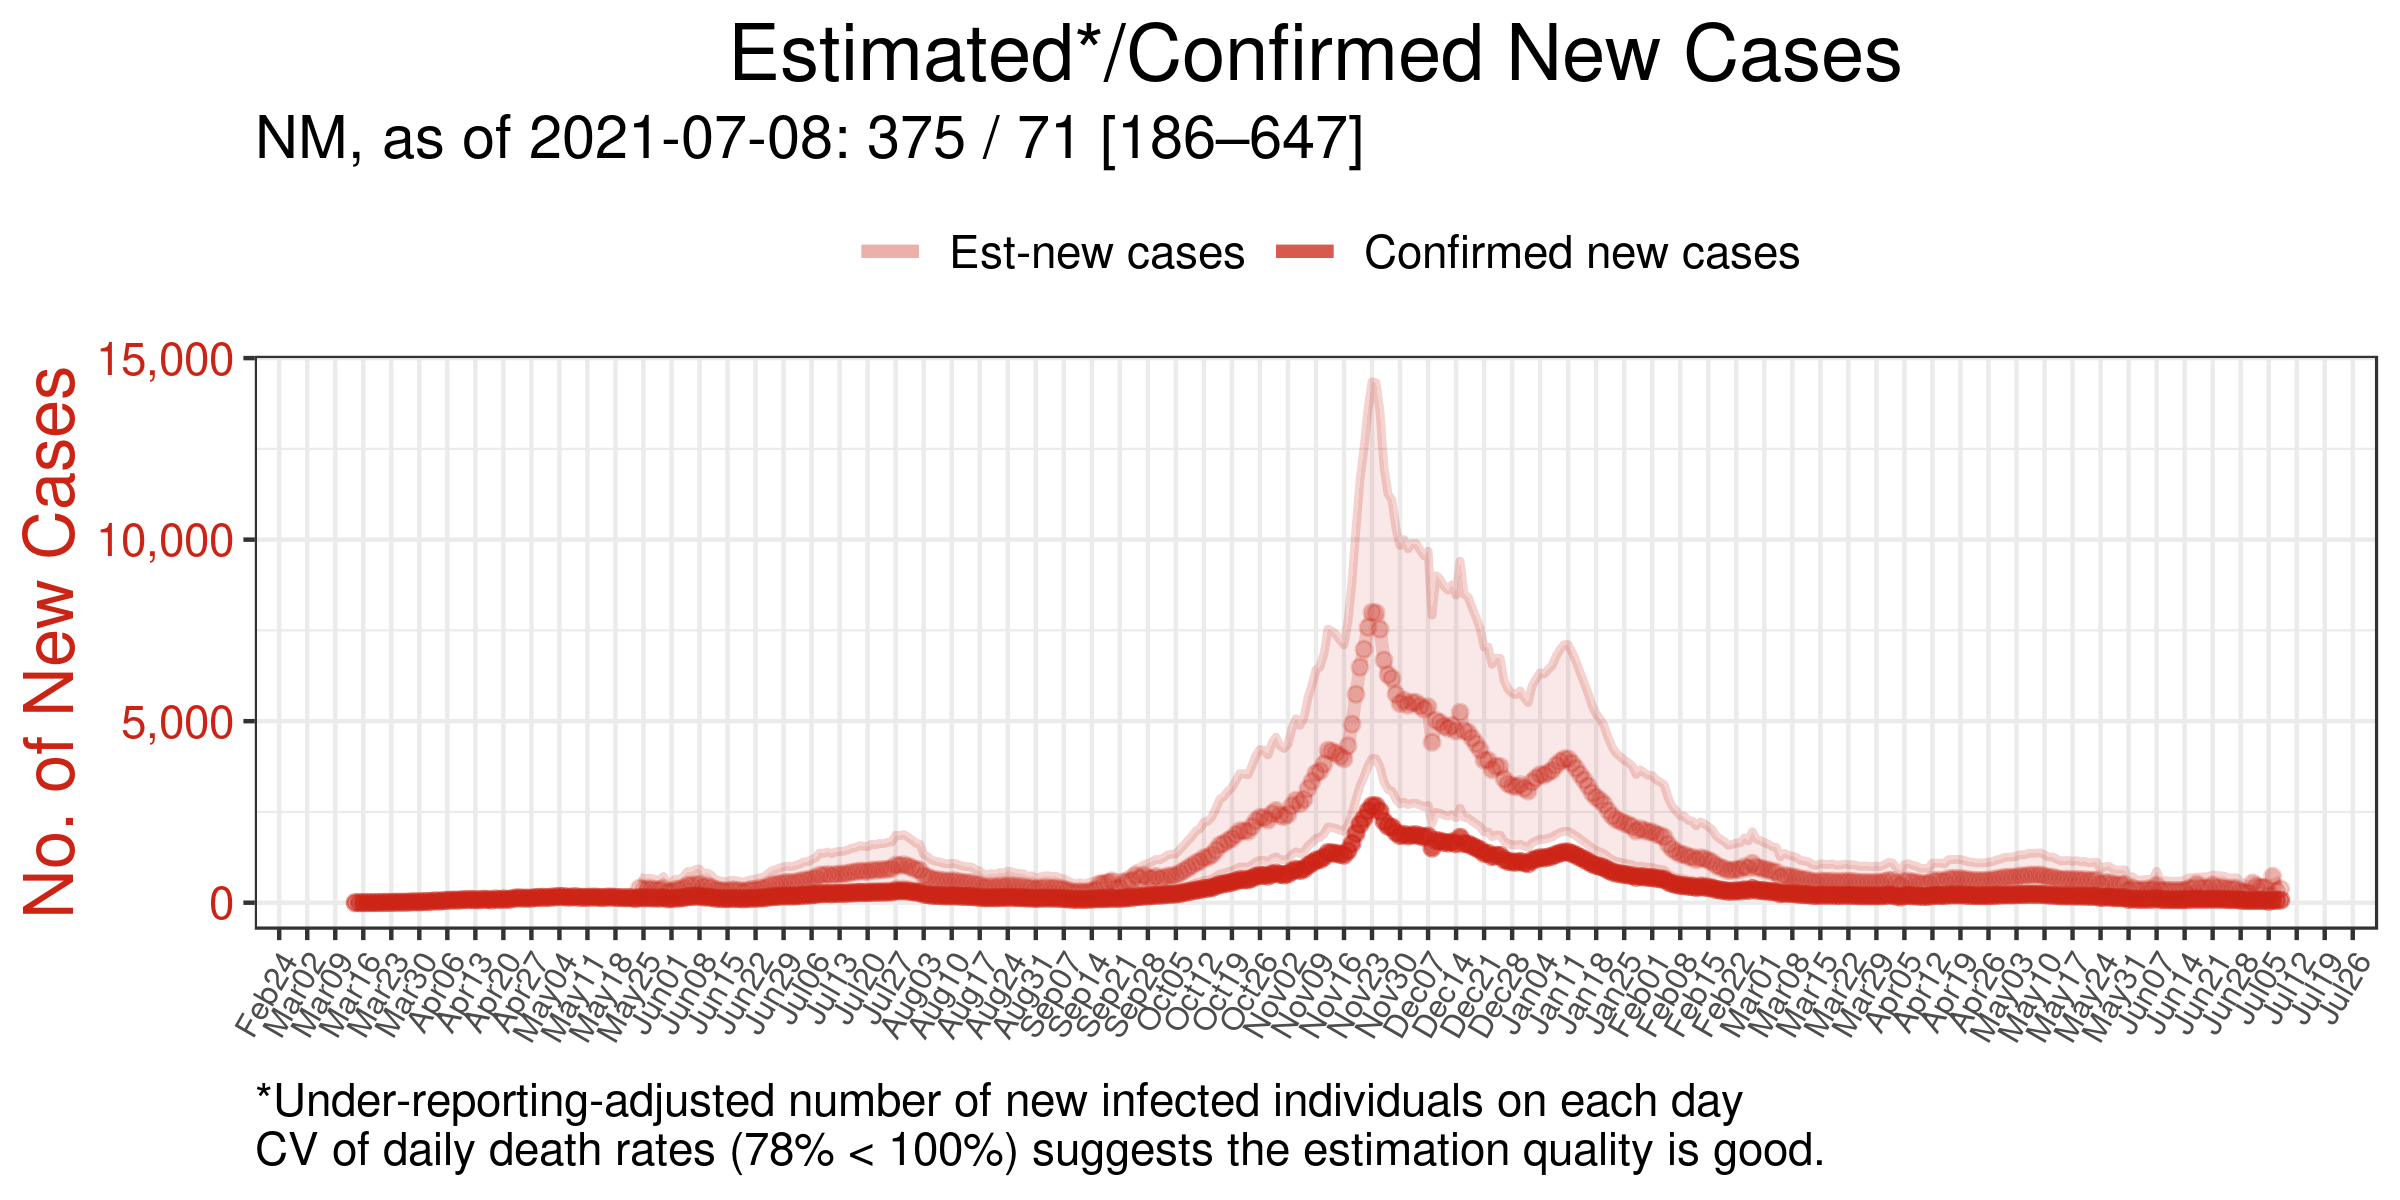 Estimated*/Confirmed New Cases
NM, as of 2021-07-08: 375 / 71 [186–647]
Est-new cases Confirmed new cases
No. of New Cases
15,000
10,000
5,000
0
Feb24 Mar02 Mar09 Mar16 Mar23 Mar30 Apr06 Apr13 Apr20 Apr27 May04 May11 May18 May25 Jun01 Jun08 Jun15 Jun22 Jun29 Jul06 Jul13 Jul20 Jul27 Aug03 Aug10 Aug17 Aug24 Aug31 Sep07 Sep14 Sep21 Sep28 Oct05 Oct12 Oct19 Oct26 Nov02 Nov09 Nov16 Nov23 Nov30 Dec07 Dec14 Dec21 Dec28 Jan04 Jan11 Jan18 Jan25 Feb01 Feb08 Feb15 Feb22 Mar01 Mar08 Mar15 Mar22 Mar29 Apr05 Apr12 Apr19 Apr26 May03 May10 May17 May24 May31 Jun07 Jun14 Jun21 Jun28 Jul05 Jul12 Jul19 Jul26
*Under-reporting-adjusted number of new infected individuals on each day
CV of daily death rates (78% < 100%) suggests the estimation quality is good.